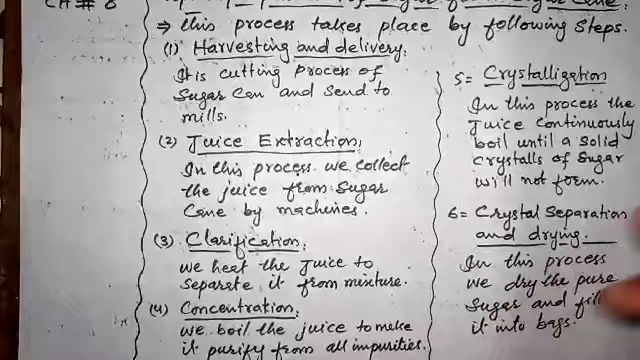 CH # 8
⇒ this process takes place by following Steps.
(1) Harvesting and delivery:
It is cutting process of
Sugar Can and Send to
mills.
(2) Juice Extraction:
In this process we collect
the juice from Sugar
Cane by machines.
(3) Clarification:
we heat the Juice to
separate it from mixture.
(4) Concentration:
we boil the juice to make
it purify from all impurities.
5= Crystallization
In this process the
Juice continuously
boil until a solid
crystalls of Sugar
will not form.
6= Crystal Separation
and drying.
In this process
we dry the pure
Sugar and fill
it into bags.